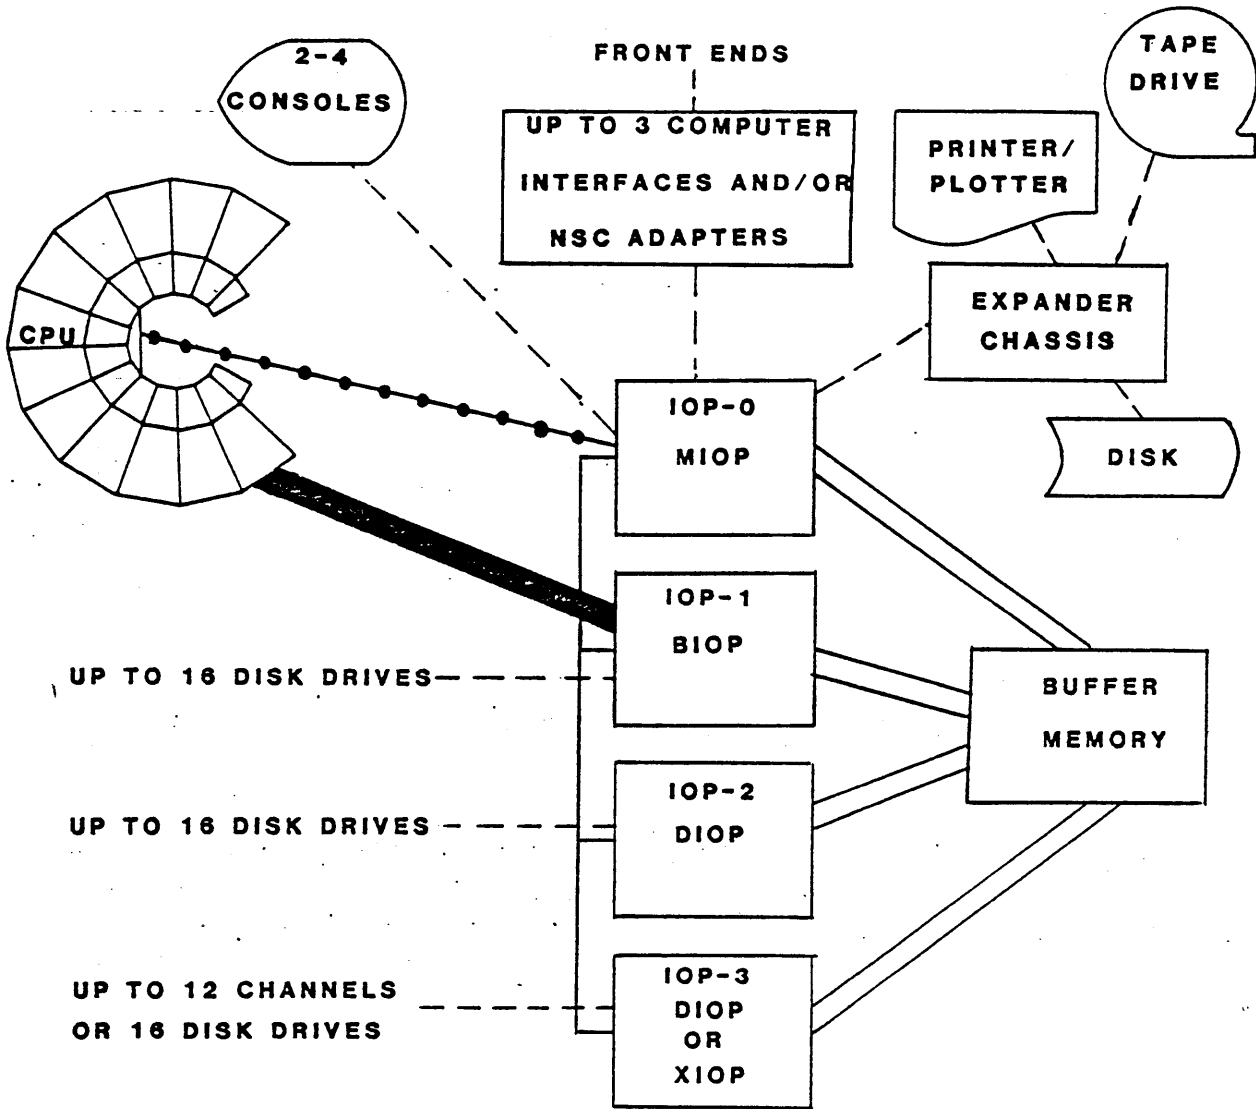 2-4
CONSOLES
FRONT ENDS
UP TO 3 COMPUTER
INTERFACES AND/OR
NSC ADAPTERS
PRINTER/
PLOTTER
TAPE
DRIVE
EXPANDER
CHASSIS
DISK
CPU
IOP-0
MIOP
IOP-1
BIOP
UP TO 16 DISK DRIVES
BUFFER
MEMORY
IOP-2
DIOP
UP TO 16 DISK DRIVES
IOP-3
DIOP
OR
XIOP
UP TO 12 CHANNELS
OR 16 DISK DRIVES